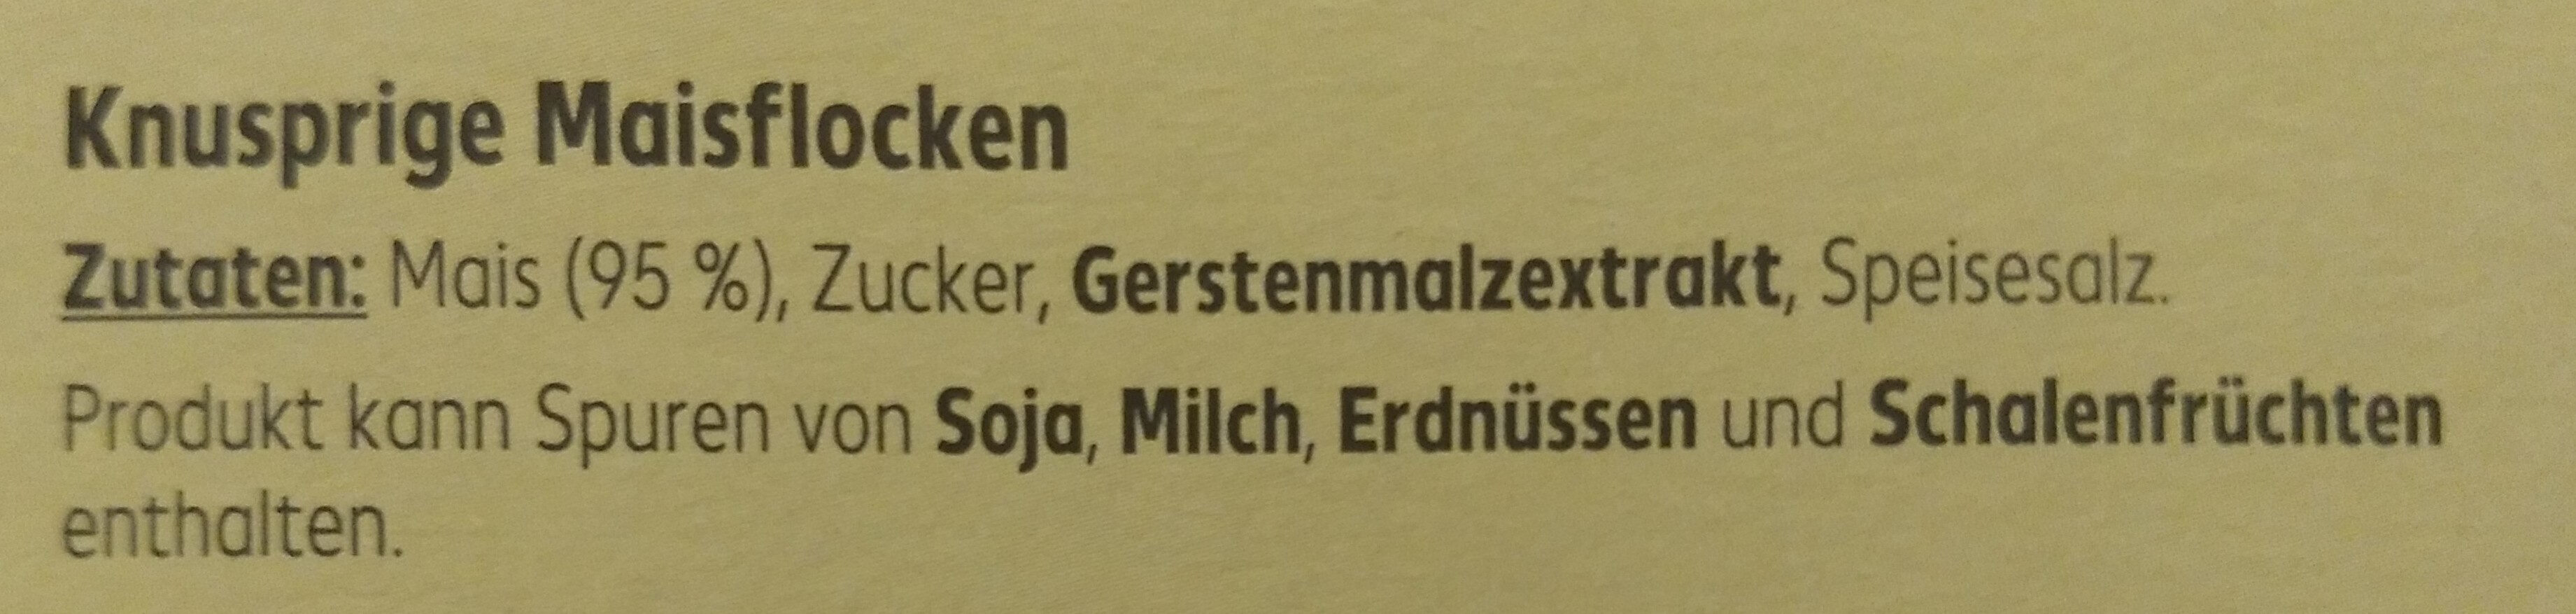 Knusprige Maisflocken
Zutaten: Mais (95 %), Zucker, Gerstenmalzextrakt, Speisesalz.
Produkt kann Spuren von Soja, Milch, Erdnüssen und Schalenfrüchten
enthalten.